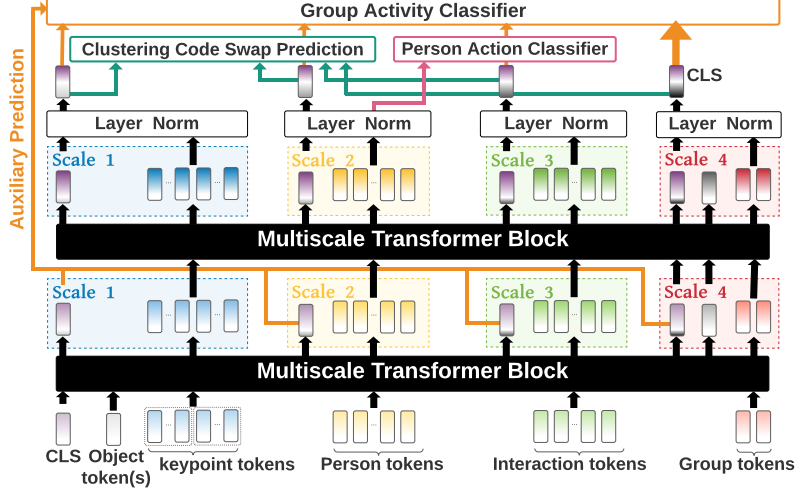 Group Activity Classifier
Clustering Code Swap Prediction
Person Action Classifier
CLS
Auxiliary Prediction
Layer Norm
Layer Norm
Layer Norm
Layer Norm
Scale 1
Scale 2
Scale 3
Scale 4
... ... ... ... ... ...
Multiscale Transformer Block
Scale 1
Scale 2
Scale 3
Scale 4
... ... ... ... ... ...
Multiscale Transformer Block
... ... ... ... ... ...
CLS
Object
token(s)
keypoint tokens
Person tokens
Interaction tokens
Group tokens